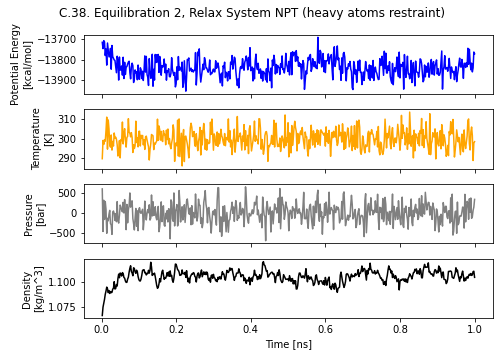 C.38. Equilibration 2, Relax System NPT (heavy atoms restraint)
Potential Energy
[kcal/mol]
−13700
−13800
−13900
Temperature
[K]
310
300
290
Pressure
[bar]
500
0
−500
Density
[kg/m^3]
1.100
1.075
0.0 0.2 0.4 0.6 0.8 1.0
Time [ns]